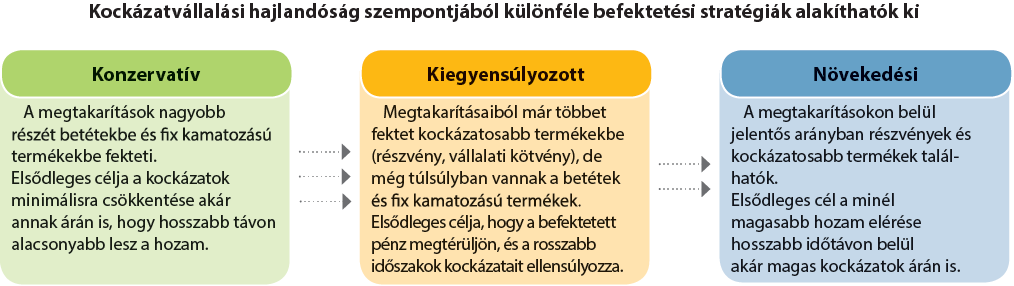 Kockázatvállalási hajlandóság szempontjából különféle befektetési stratégiák alakíthatók ki
Konzervatív
A megtakarítások nagyobb
részét betétekbe és fix kamatozású
termékekbe fekteti.
Elsődleges célja a kockázatok
minimálisra csökkentése akár
annak árán is, hogy hosszabb távon
alacsonyabb lesz a hozam.
Kiegyensúlyozott
Megtakarításaiból már többet
fektet kockázatosabb termékekbe
(részvény, vállalati kötvény), de
még túlsúlyban vannak a betétek
és fix kamatozású termékek.
Elsődleges célja, hogy a befektetett
pénz megtérüljön, és a rosszabb
időszakok kockázatait ellensúlyozza.
Növekedési
A megtakarításokon belül
jelentős arányban részvények és
kockázatosabb termékek talál-
hatók.
Elsődleges cél a minél
magasabb hozam elérése
hosszabb időtávon belül
akár magas kockázatok árán is.